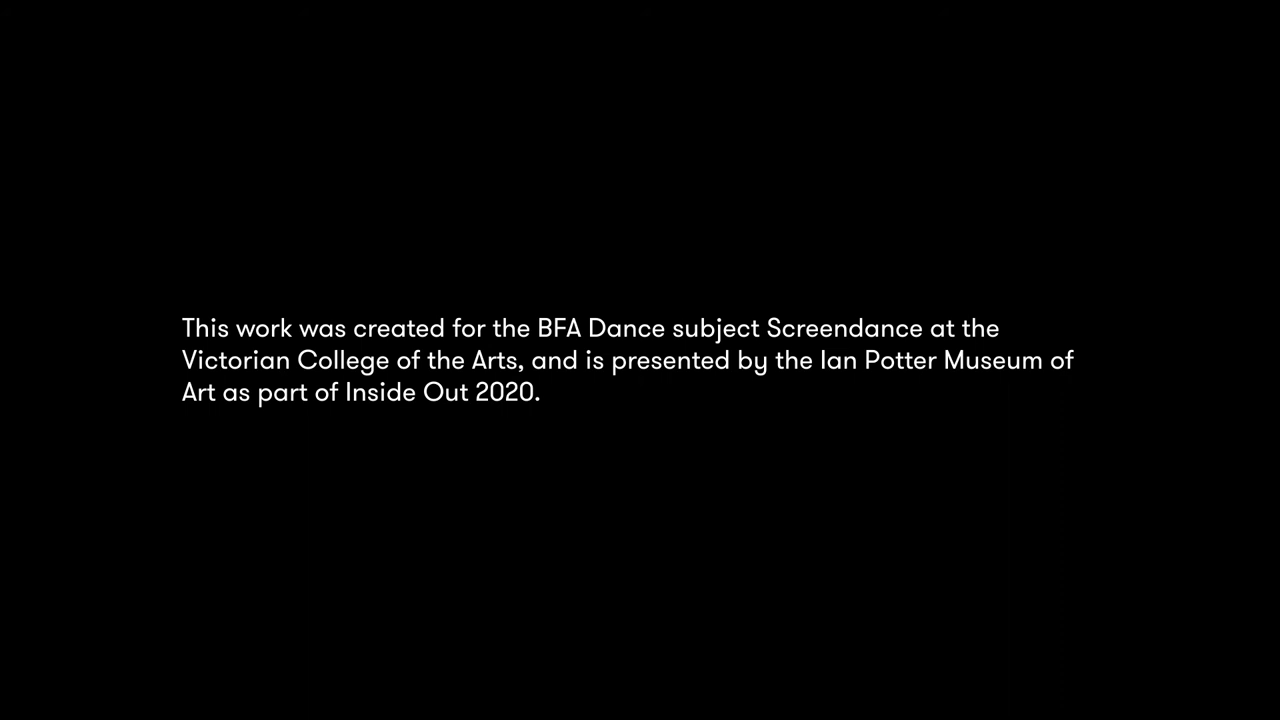 This work was created for the BFA Dance subject Screendance at the
Victorian College of the Arts, and is presented by the Ian Potter Museum of
Art as part of Inside Out 2020.